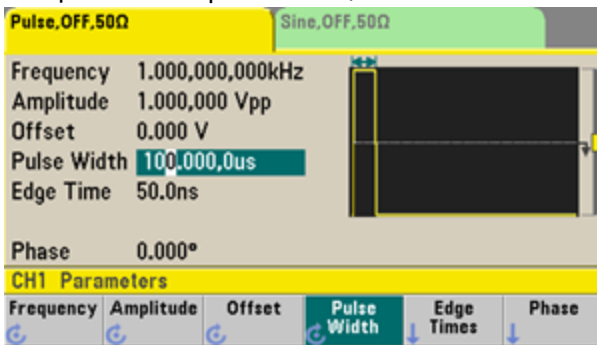 Pulse,OFF,50Ω
Sine,OFF,50Ω
Frequency 1.000,000,000kHz
Amplitude 1.000,000 Vpp
Offset 0.000 V
Pulse Width 100.000,0us
Edge Time 50.0ns
Phase 0.000°
CH1 Parameters
Frequency Amplitude Offset Pulse Width Edge Times Phase